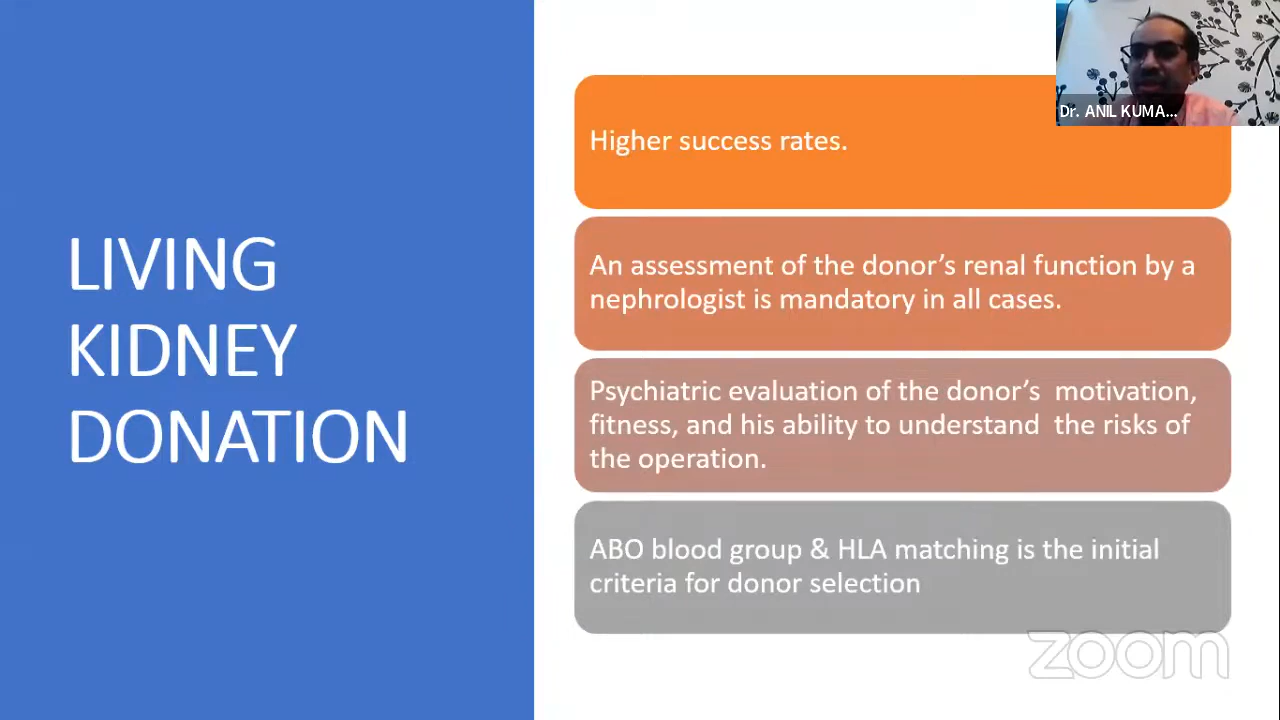 LIVING
KIDNEY
DONATION
Higher success rates.
An assessment of the donor’s renal function by a
nephrologist is mandatory in all cases.
Psychiatric evaluation of the donor’s  motivation,
fitness, and his ability to understand  the risks of
the operation.
ABO blood group & HLA matching is the initial
criteria for donor selection
Dr. ANIL KUMA...
zoom